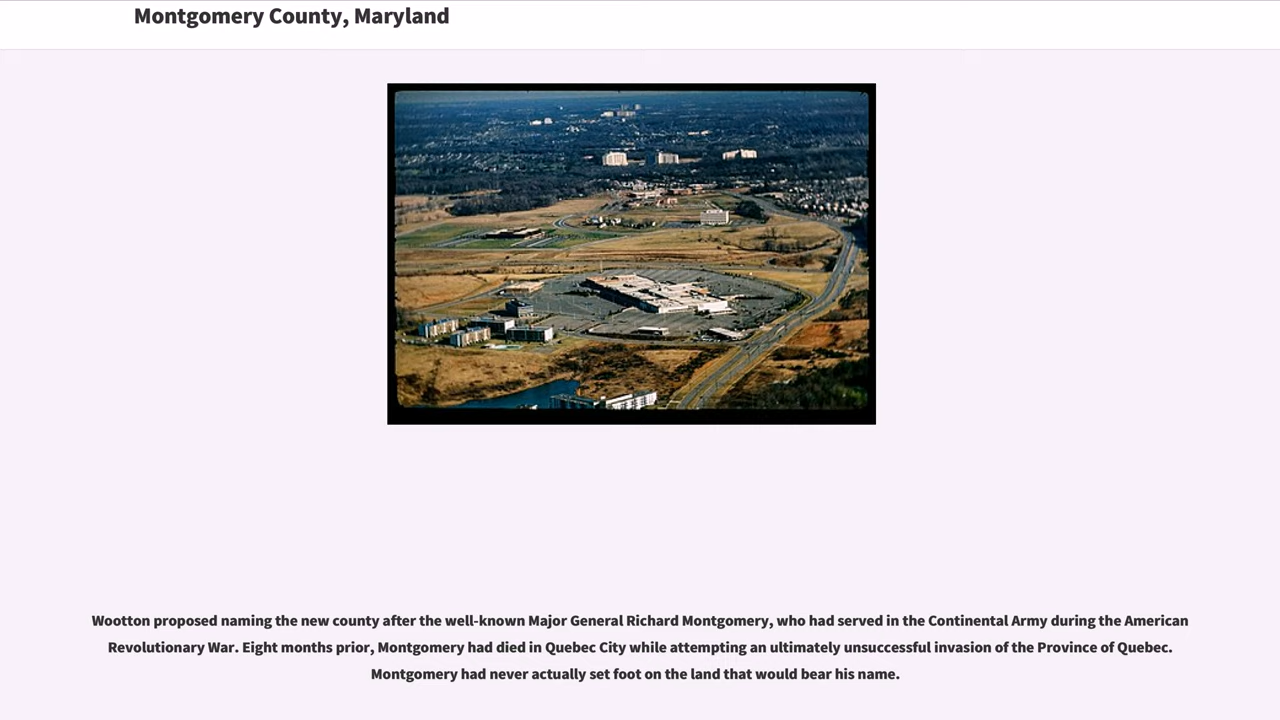 Montgomery County, Maryland
Wootton proposed naming the new county after the well-known Major General Richard Montgomery, who had served in the Continental Army during the American
Revolutionary War. Eight months prior, Montgomery had died in Quebec City while attempting an ultimately unsuccessful invasion of the Province of Quebec.
Montgomery had never actually set foot on the land that would bear his name.